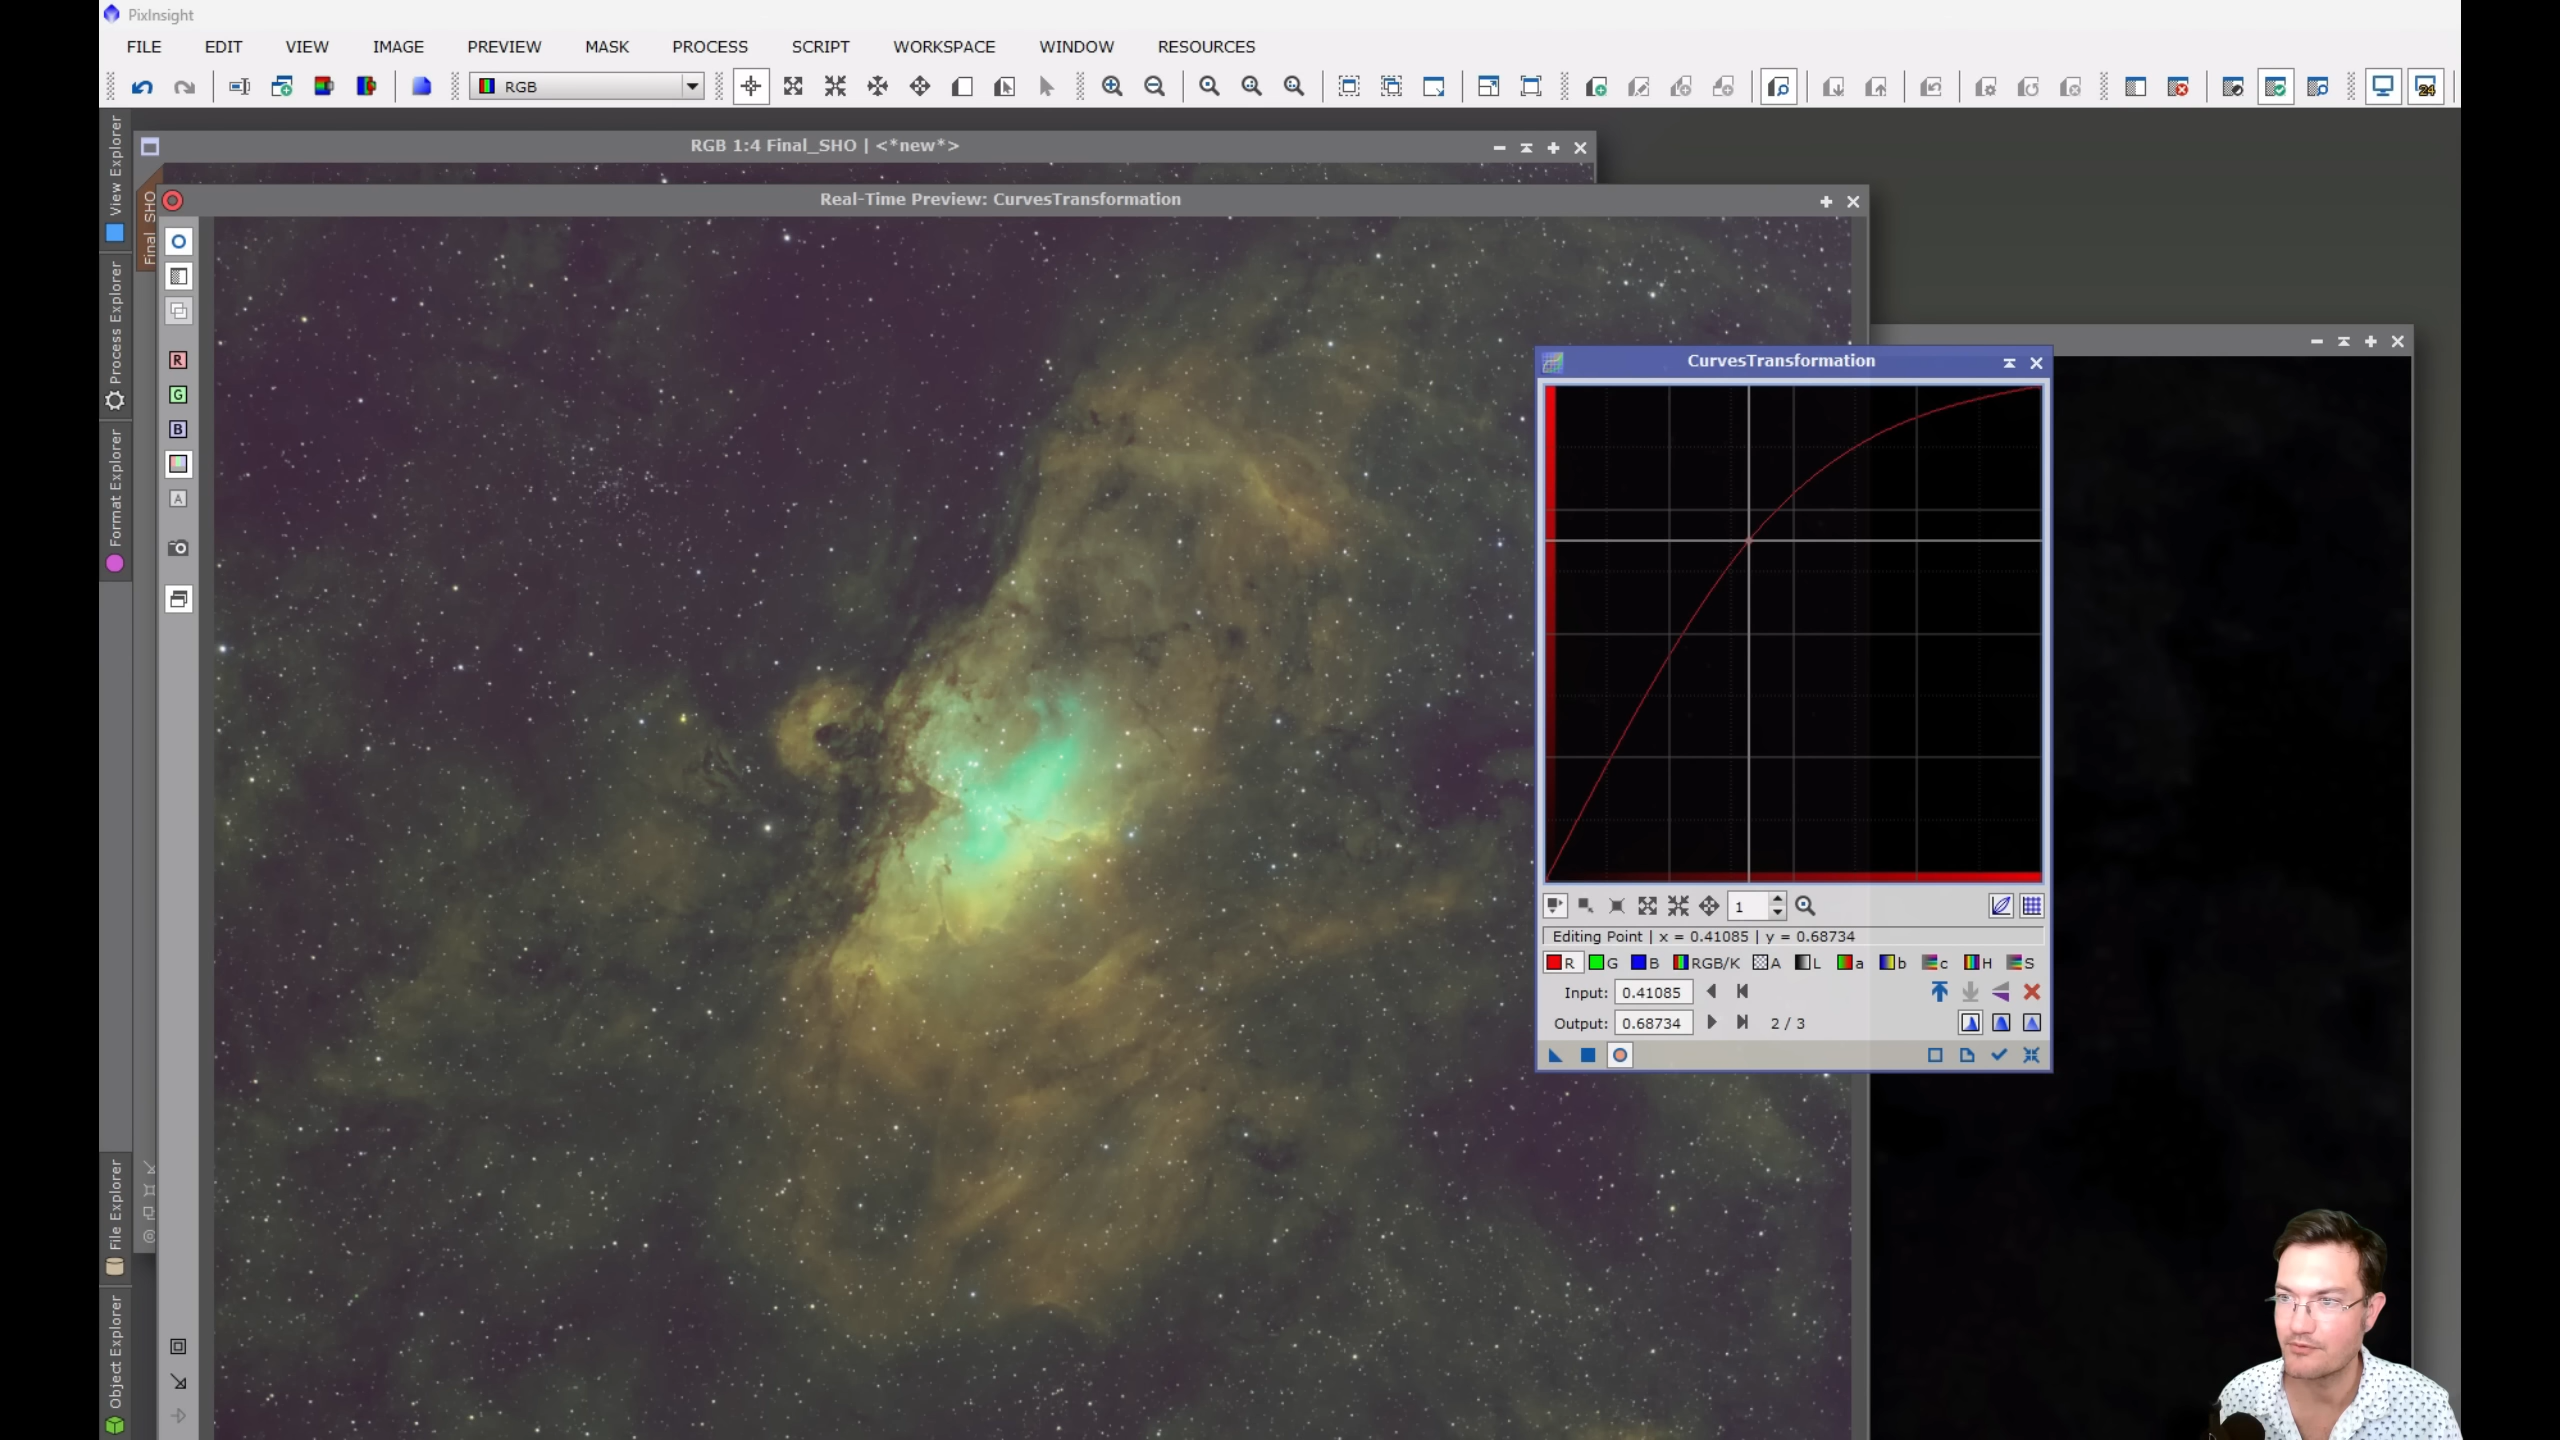 PixInsight
FILE EDIT VIEW IMAGE PREVIEW MASK PROCESS SCRIPT WORKSPACE WINDOW RESOURCES
RGB
24
RGB 1:4 Final_SHO | <*new*>
Real-Time Preview: CurvesTransformation
View Explorer
Process Explorer
Format Explorer
File Explorer
Object Explorer
Final_SHO
R
G
B
A
CurvesTransformation
1
Editing Point | x = 0.41085 | y = 0.68734
R G B RGB/K A L a b c H S
Input: 0.41085
Output: 0.68734 2 / 3